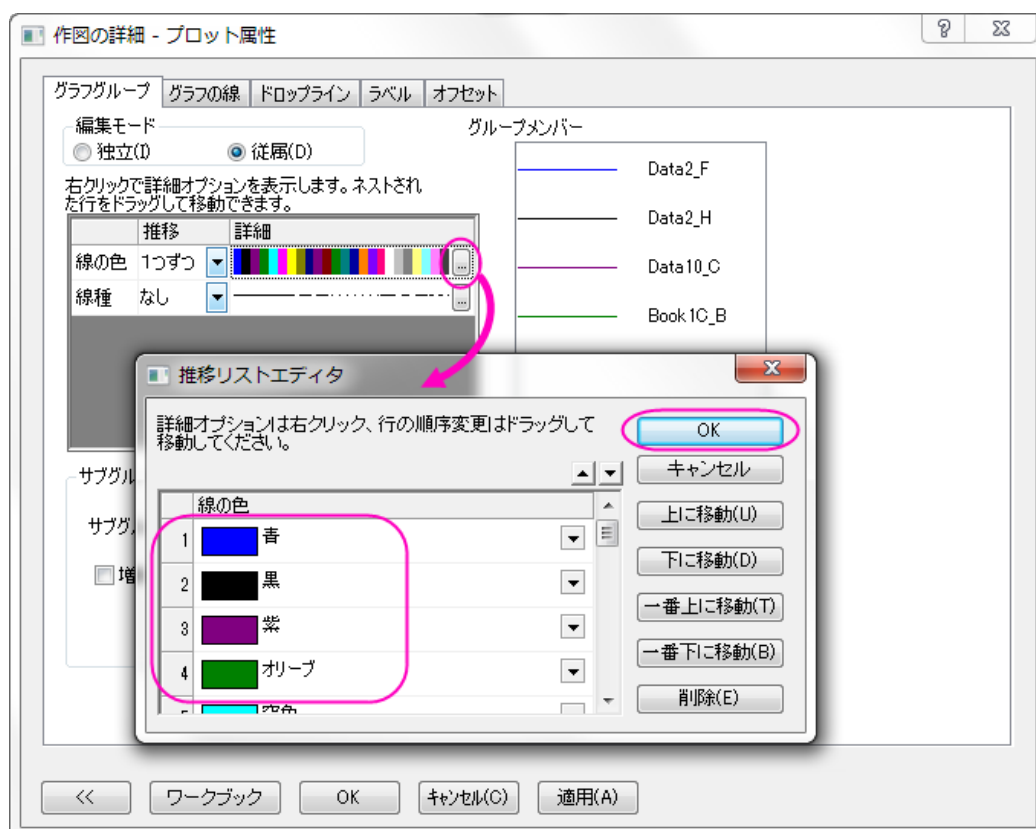 作図の詳細 - プロット属性
グラフグループ グラフの線 ドロップライン ラベル オフセット
編集モード
独立(I) 従属(D)
グループメンバー
右クリックで詳細オプションを表示します。ネストされ
た行をドラッグして移動できます。
推移 詳細
線の色 1つずつ ...
線種 なし ...
Data2_F
Data2_H
Data10_C
Book1C_B
推移リストエディタ
詳細オプションは右クリック、行の順序変更はドラッグして
移動してください。
OK
キャンセル
上に移動(U)
下に移動(D)
一番上に移動(T)
一番下に移動(B)
削除(E)
線の色
1 青
2 黒
3 紫
4 オリーブ
5 空色
サブグル
サブグ
増
<< ワークブック OK キャンセル(C) 適用(A)